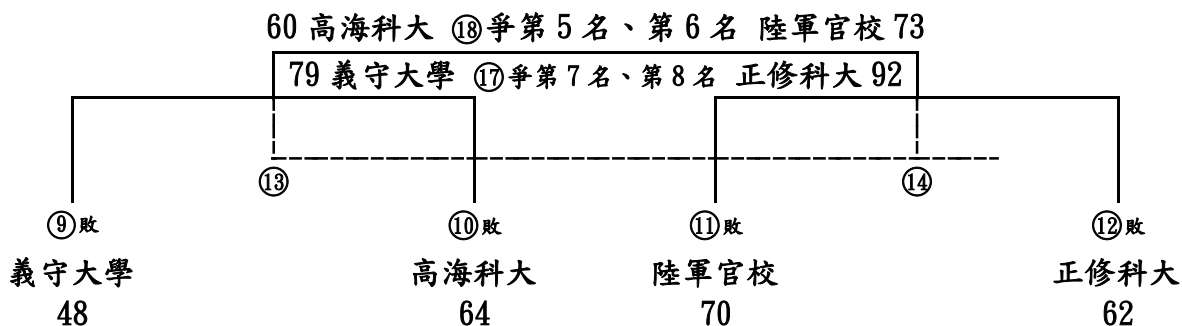 60 高海科大 ⑱爭第 5 名、第 6 名 陸軍官校 73
79 義守大學 ⑰爭第 7 名、第 8 名 正修科大 92
⑬ ⑭
⑨敗 ⑩敗 ⑪敗 ⑫敗
義守大學 高海科大 陸軍官校 正修科大
48 64 70 62